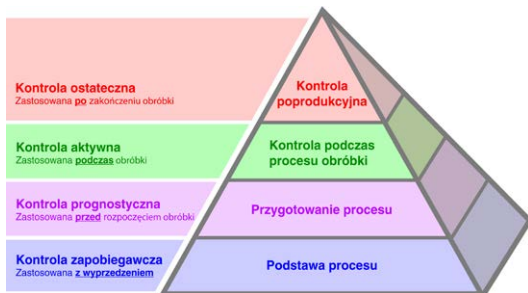 Kontrola ostateczna
Zastosowana po zakończeniu obróbki
Kontrola
poprodukcyjna
Kontrola aktywna
Zastosowana podczas obróbki
Kontrola podczas
procesu obróbki
Kontrola prognostyczna
Zastosowana przed rozpoczęciem obróbki
Przygotowanie procesu
Kontrola zapobiegawcza
Zastosowana z wyprzedzeniem
Podstawa procesu